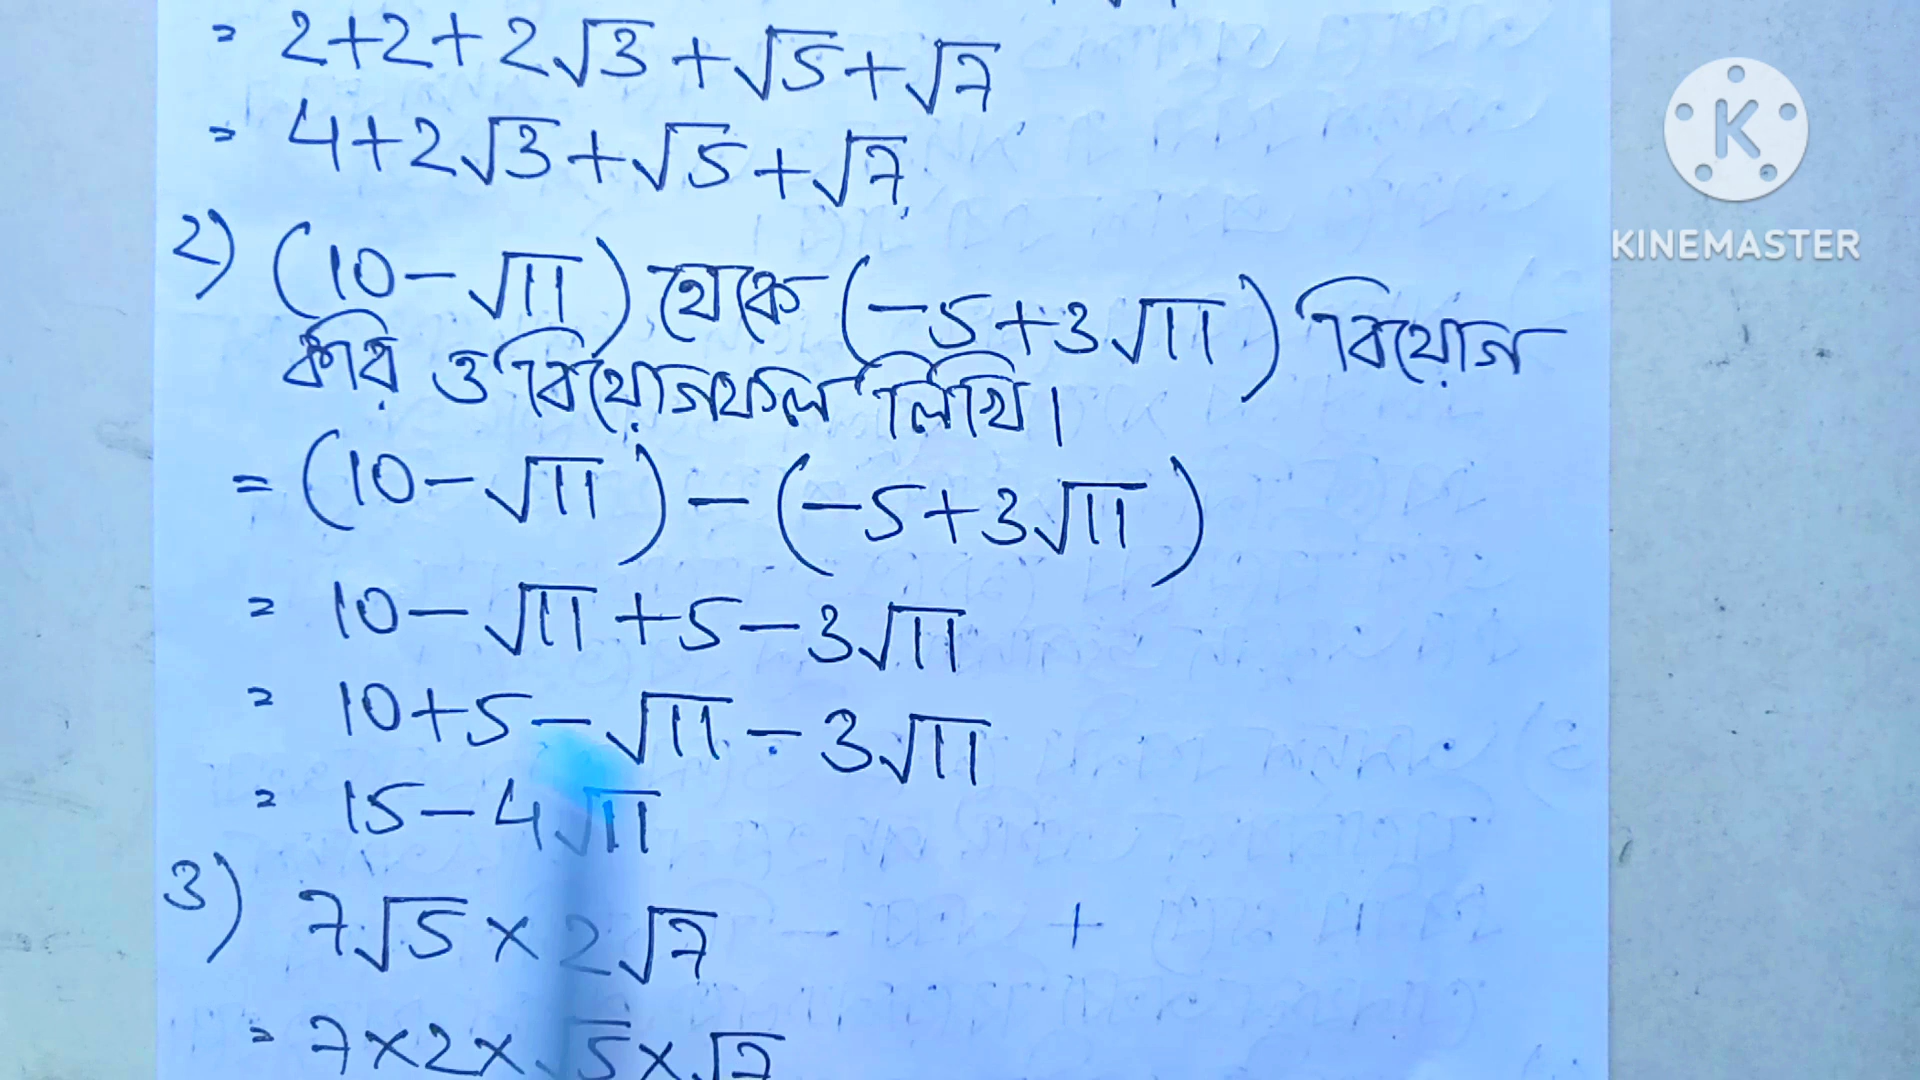 = 2+2+2√3+√5+√7
= 4+2√3+√5+√7
2) (10-√11) থেকে (-5+3√11) বিয়োগ
করি ও বিয়োগফল লিখি।
= (10-√11)-(-5+3√11)
= 10-√11+5-3√11
= 10+5-√11-3√11
= 15-4√11
3) 7√5×2√7
= 7×2×√5×√7
K
KINEMASTER